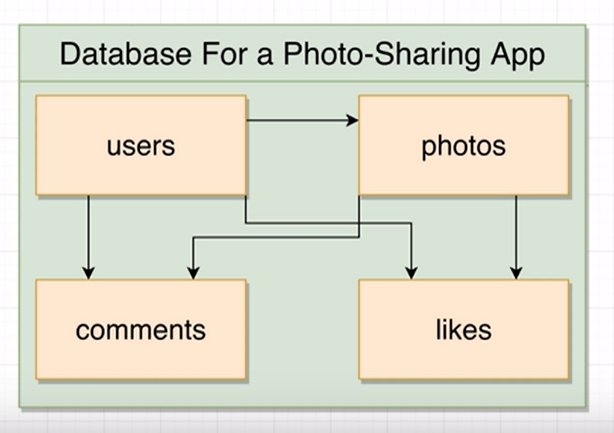 Database For a Photo-Sharing App
users
photos
comments
likes